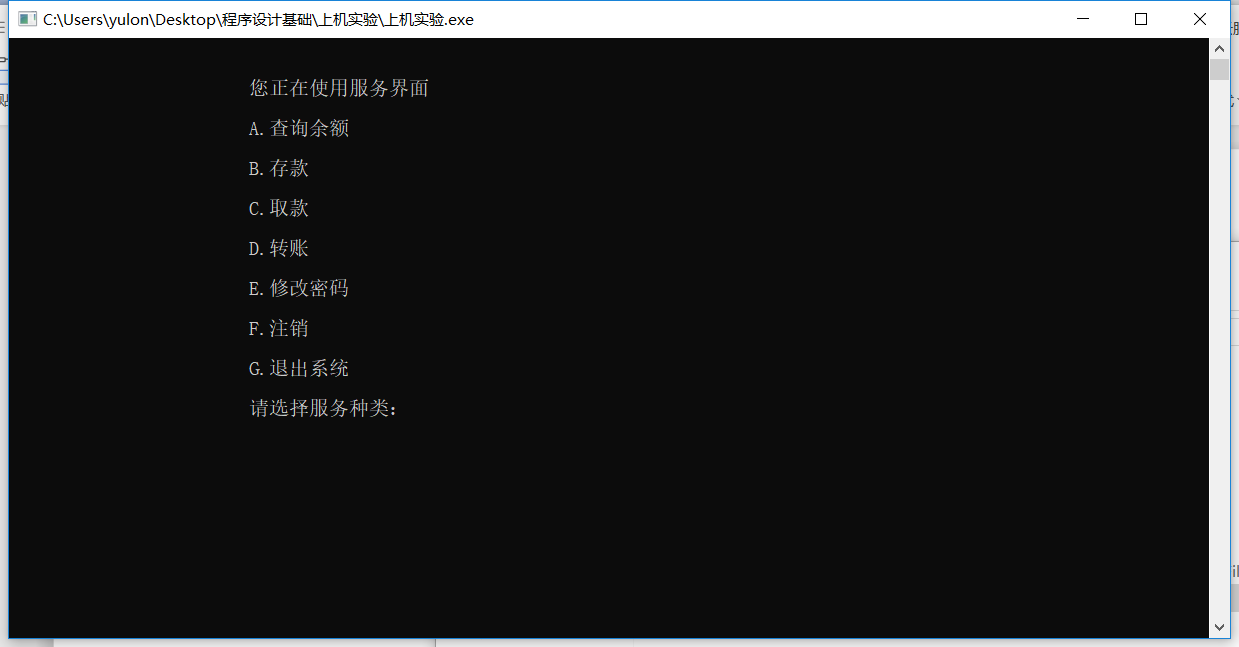 C:\Users\yulon\Desktop\程序设计基础\上机实验\上机实验.exe
您正在使用服务界面
A.查询余额
B.存款
C.取款
D.转账
E.修改密码
F.注销
G.退出系统
请选择服务种类：